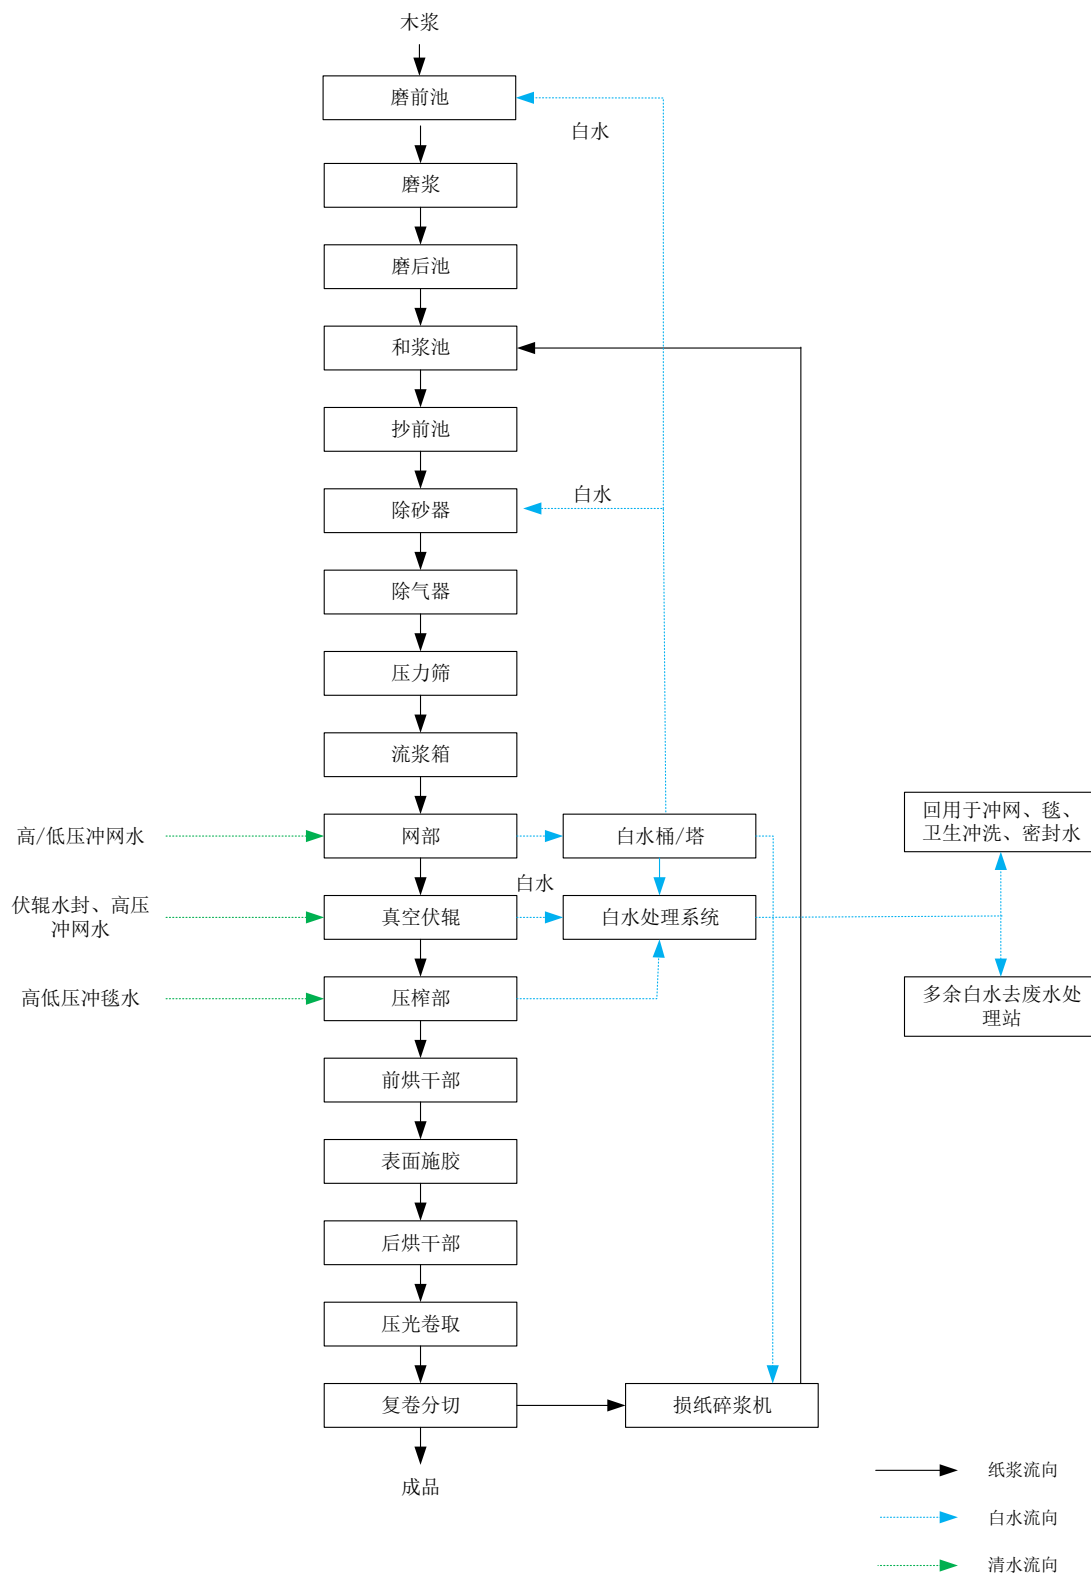 木浆
磨前池
白水
磨浆
磨后池
和浆池
抄前池
白水
除砂器
除气器
压力筛
流浆箱
回用于冲网、毯、
卫生冲洗、密封水
高/低压冲网水
网部
白水桶/塔
白水
伏辊水封、高压
冲网水
真空伏辊
白水处理系统
高低压冲毯水
压榨部
多余白水去废水处
理站
前烘干部
表面施胶
后烘干部
压光卷取
复卷分切
损纸碎浆机
成品
纸浆流向
白水流向
清水流向